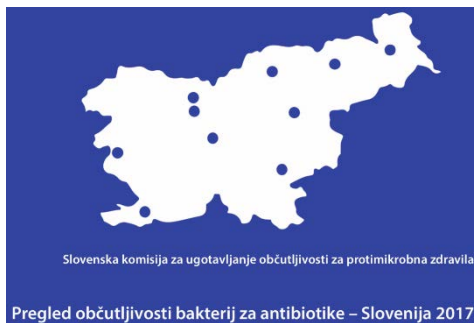 Slovenska komisija za ugotavljanje občutljivosti za protimikrobna zdravila
Pregled občutljivosti bakterij za antibiotike – Slovenija 2017